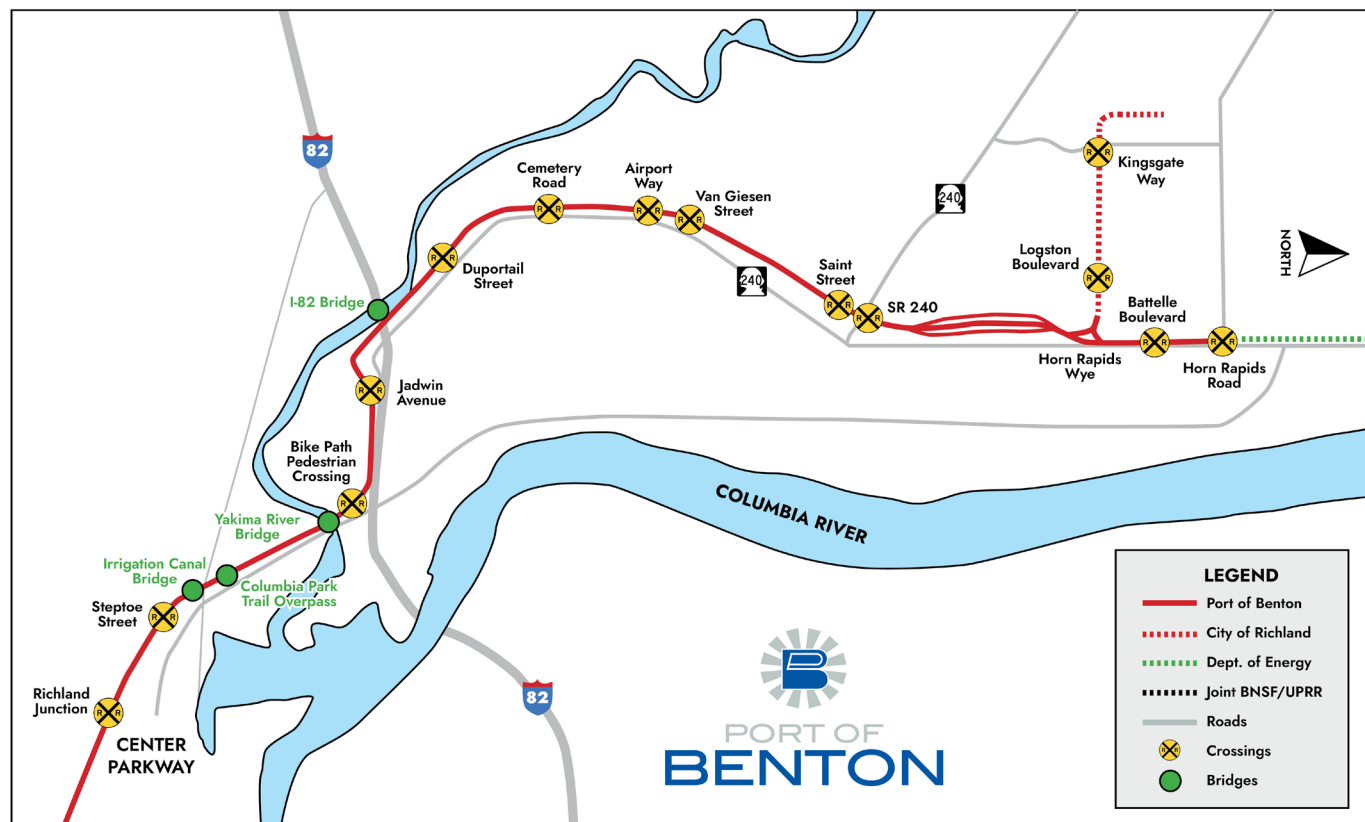 82
Cemetery
Road
Airport
Way
Van Giesen
Street
240
Kingsgate
Way
NORTH
Duportail
Street
240
Saint
Street
SR 240
Logston
Boulevard
Battelle
Boulevard
I-82 Bridge
Horn Rapids
Wye
Horn Rapids
Road
Jadwin
Avenue
Bike Path
Pedestrian
Crossing
COLUMBIA RIVER
Yakima River
Bridge
Irrigation Canal
Bridge
Columbia Park
Trail Overpass
Steptoe
Street
Richland
Junction
CENTER
PARKWAY
82
B
PORT OF
BENTON
LEGEND
Port of Benton
City of Richland
Dept. of Energy
Joint BNSF/UPRR
Roads
R R
Crossings
Bridges